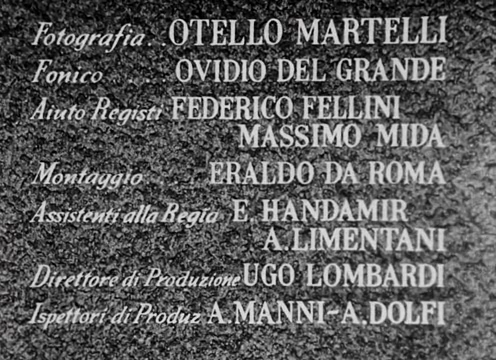 Fotografia.. OTELLO MARTELLI
Fonico . . . OVIDIO DEL GRANDE
Aiuto Registi FEDERICO FELLINI
MASSIMO MIDA
Montaggio . . ERALDO DA ROMA
Assistenti alla Regia E. HANDAMIR
A. LIMENTANI
Direttore di Produzione UGO LOMBARDI
Ispettori di Produz A. MANNI-A. DOLFI